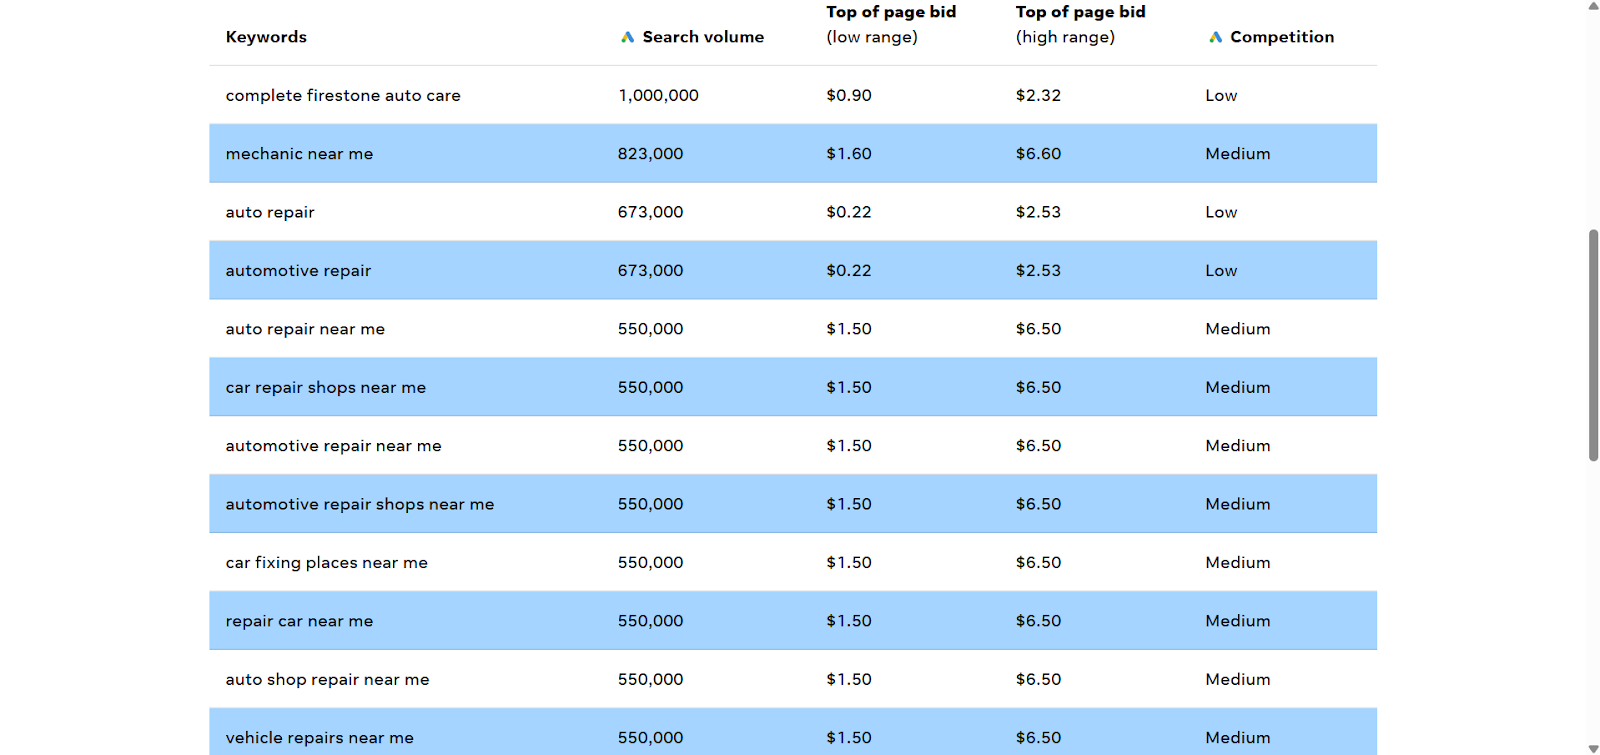 Keywords Search volume Top of page bid (low range) Top of page bid (high range) Competition
complete firestone auto care 1,000,000 $0.90 $2.32 Low
mechanic near me 823,000 $1.60 $6.60 Medium
auto repair 673,000 $0.22 $2.53 Low
automotive repair 673,000 $0.22 $2.53 Low
auto repair near me 550,000 $1.50 $6.50 Medium
car repair shops near me 550,000 $1.50 $6.50 Medium
automotive repair near me 550,000 $1.50 $6.50 Medium
automotive repair shops near me 550,000 $1.50 $6.50 Medium
car fixing places near me 550,000 $1.50 $6.50 Medium
repair car near me 550,000 $1.50 $6.50 Medium
auto shop repair near me 550,000 $1.50 $6.50 Medium
vehicle repairs near me 550,000 $1.50 $6.50 Medium